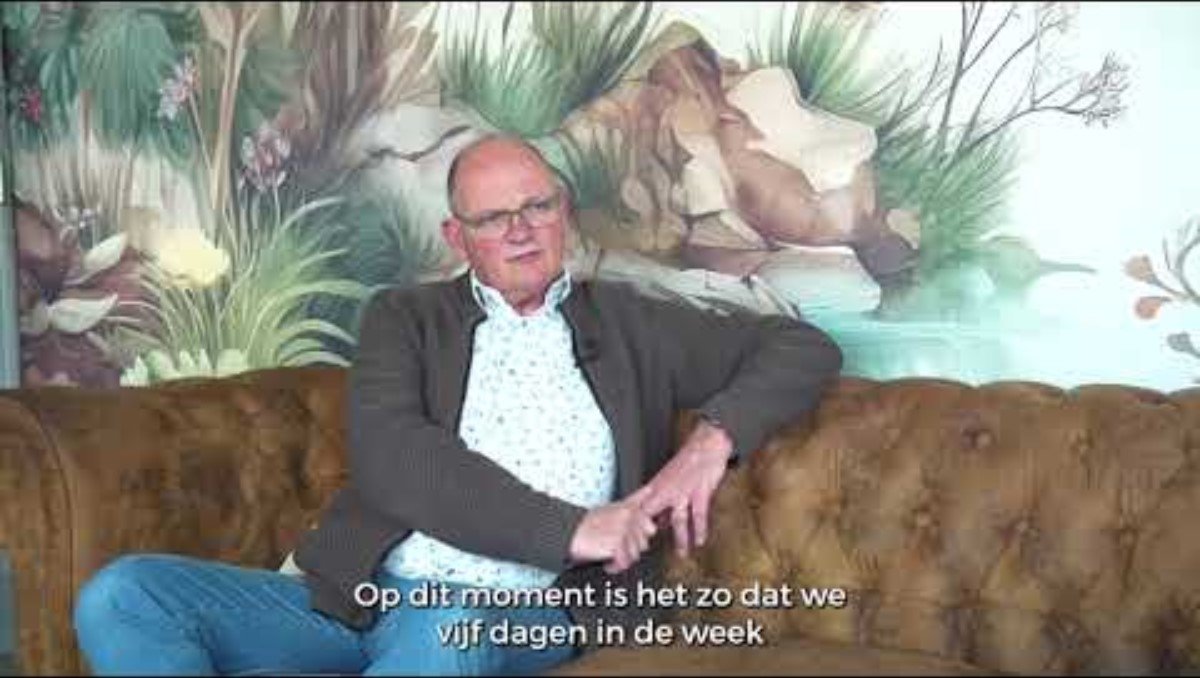 Op dit moment is het zo dat we
vijf dagen in de week